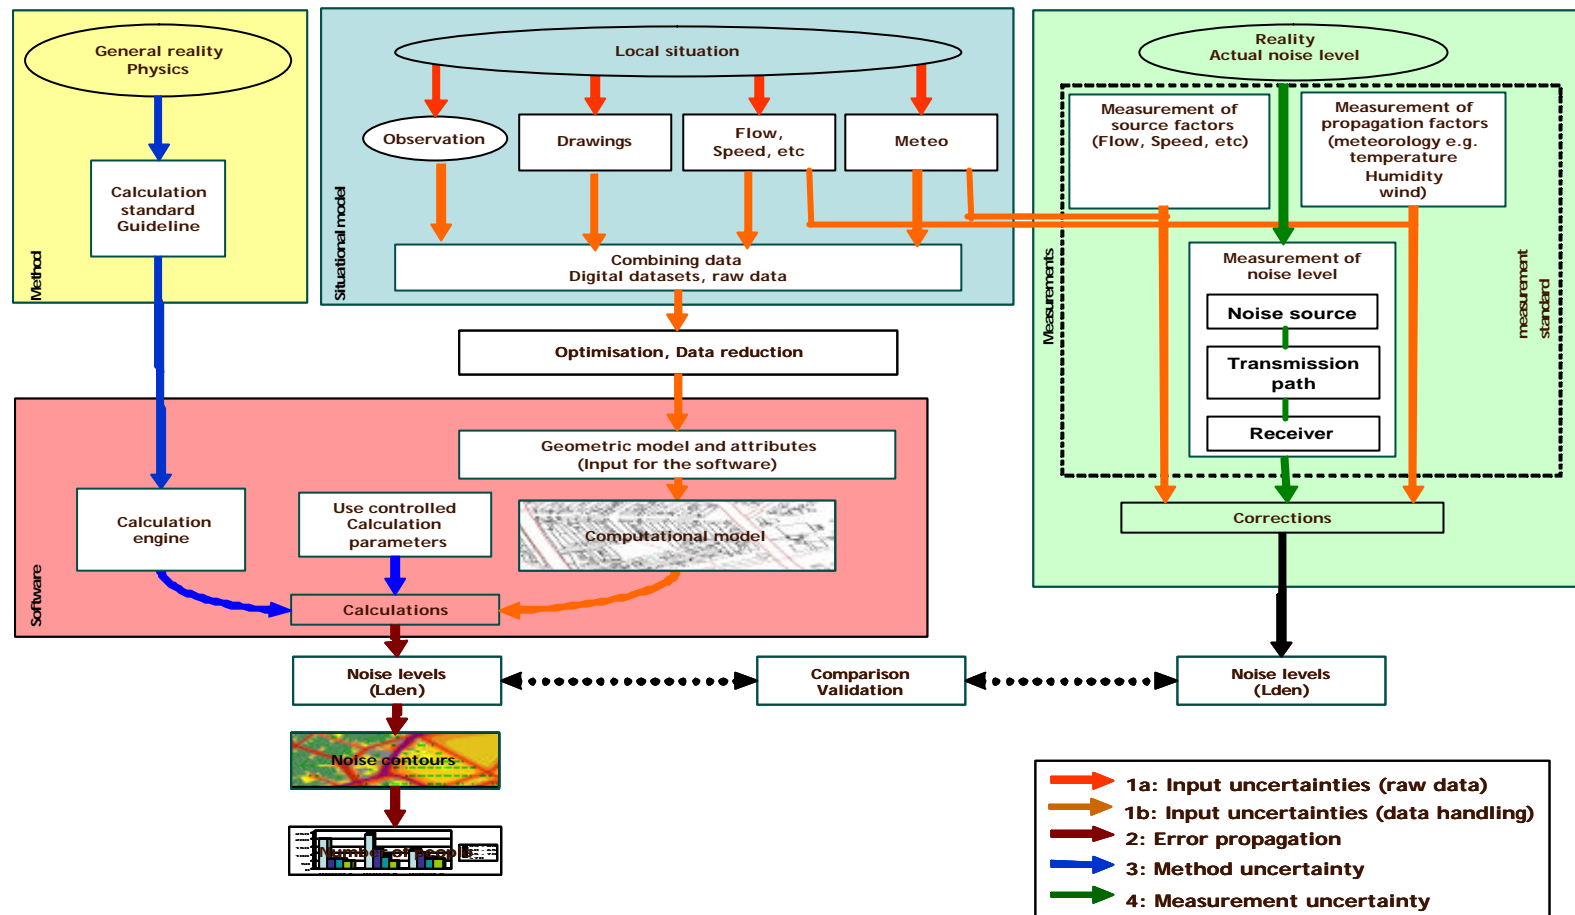 General reality
Physics
Calculation
standard
Guideline
Method
Local situation
Observation
Drawings
Flow,
Speed, etc
Meteo
Combining data
Digital datasets, raw data
Situational model
Reality
Actual noise level
Measurement of
source factors
(Flow, Speed, etc)
Measurement of
propagation factors
(meteorology e.g.
temperature
Humidity
wind)
Measurement of
noise level
Noise source
Transmission
path
Receiver
Measurements
measurement
standard
Corrections
Optimisation, Data reduction
Geometric model and attributes
(Input for the software)
Calculation
engine
Use controlled
Calculation
parameters
Computational model
Calculations
Software
Noise levels
(Lden)
Comparison
Validation
Noise levels
(Lden)
Noise contours
Number of people
1a: Input uncertainties (raw data)
1b: Input uncertainties (data handling)
2: Error propagation
3: Method uncertainty
4: Measurement uncertainty